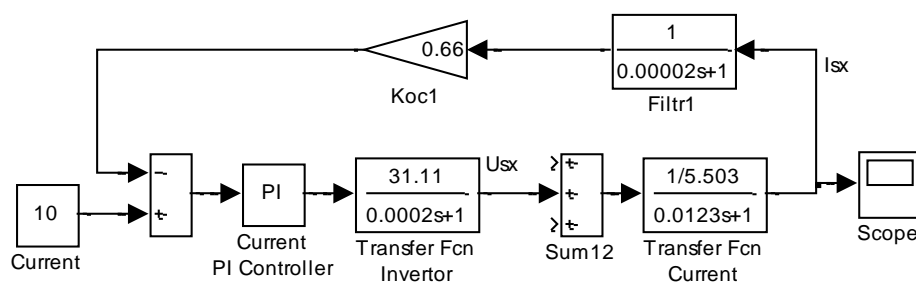 1
0.00002s+1
Filtr1
0.66
Koc1
Isx
10
Current
-
+
PI
Current
PI Controller
31.11
0.0002s+1
Transfer Fcn
Invertor
Usx
+
+
+
Sum12
1/5.503
0.0123s+1
Transfer Fcn
Current
Scope